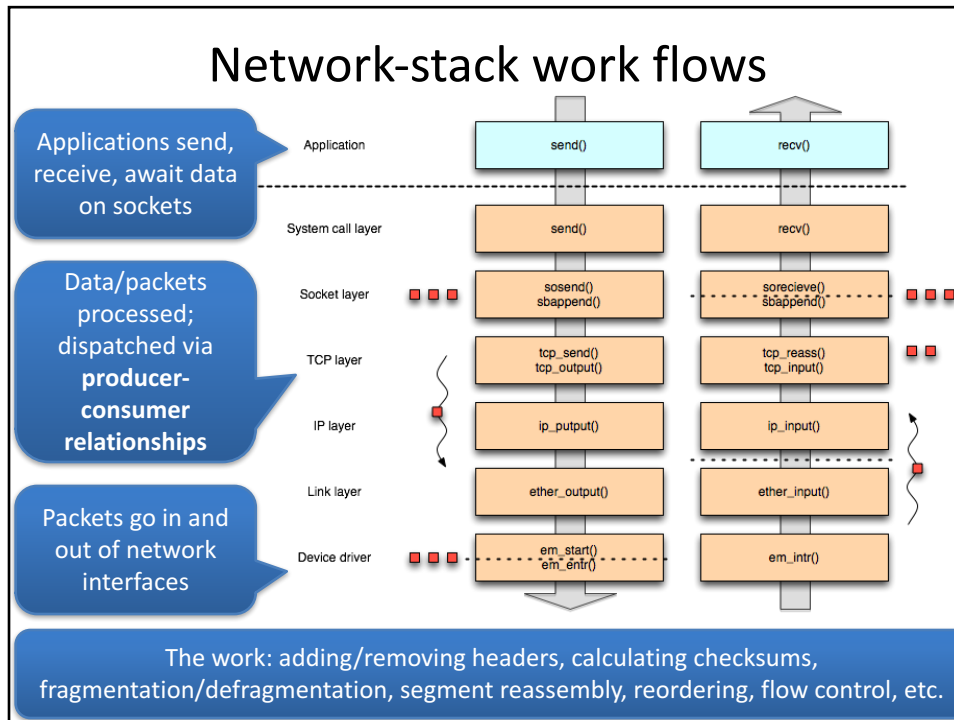 Network-stack work flows
Applications send,
receive, await data
on sockets
Data/packets
processed;
dispatched via
producer-
consumer
relationships
Packets go in and
out of network
interfaces
Application
send()
recv()
System call layer
send()
recv()
Socket layer
sosend()
sbappend()
sorecieve()
sbappend()
TCP layer
tcp_send()
tcp_output()
tcp_reass()
tcp_input()
IP layer
ip_putput()
ip_input()
Link layer
ether_output()
ether_input()
Device driver
em_start()
em_entr()
em_intr()
The work: adding/removing headers, calculating checksums,
fragmentation/defragmentation, segment reassembly, reordering, flow control, etc.